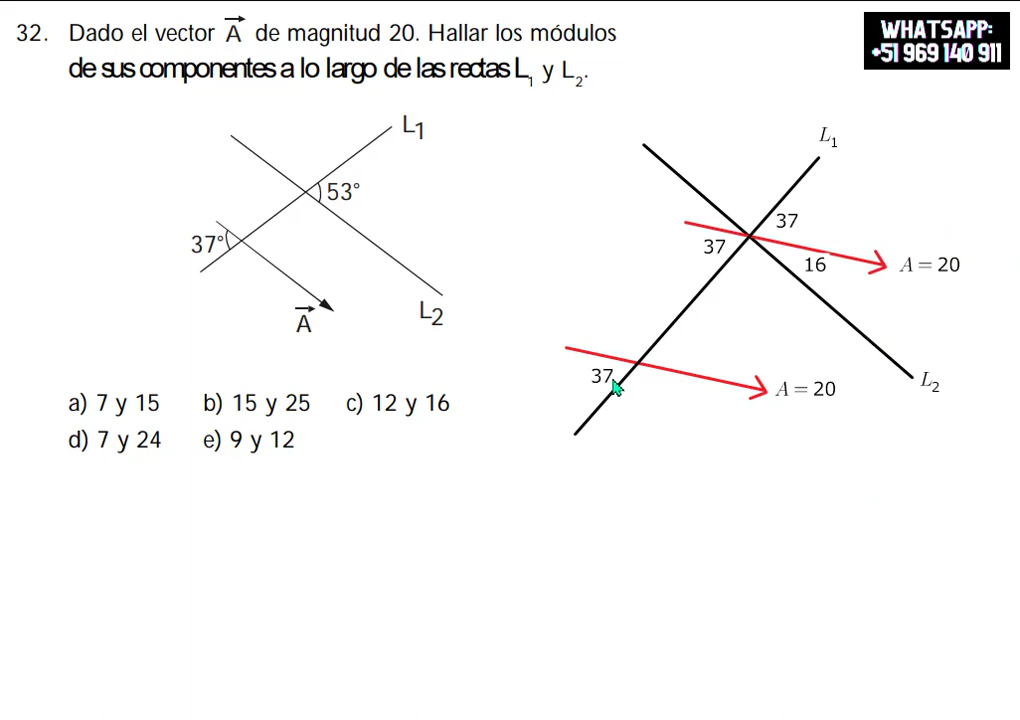 32. Dado el vector A de magnitud 20. Hallar los módulos
de sus componentes a lo largo de las rectas L₁ y L₂.
WHATSAPP:
+51 969 140 911
L1
53°
37°
A
L2
L₁
37
37
16
A = 20
37
A = 20
L₂
a) 7 y 15 b) 15 y 25 c) 12 y 16
d) 7 y 24 e) 9 y 12